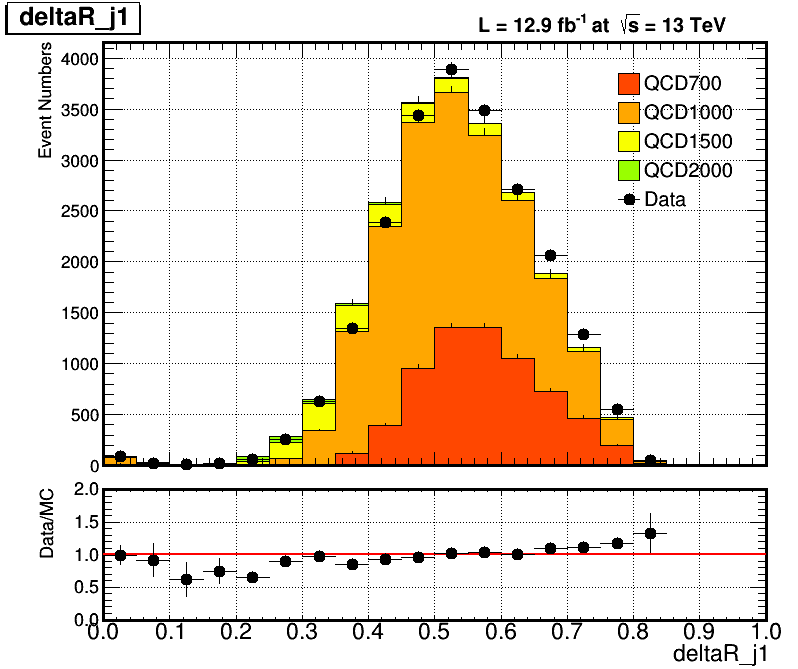 deltaR_j1
L = 12.9 fb⁻¹ at √s = 13 TeV
Event Numbers
4000
3500
3000
2500
2000
1500
1000
500
0
QCD700
QCD1000
QCD1500
QCD2000
Data
Data/MC
2.0
1.5
1.0
0.5
0.0
0.0 0.1 0.2 0.3 0.4 0.5 0.6 0.7 0.8 0.9 1.0
deltaR_j1